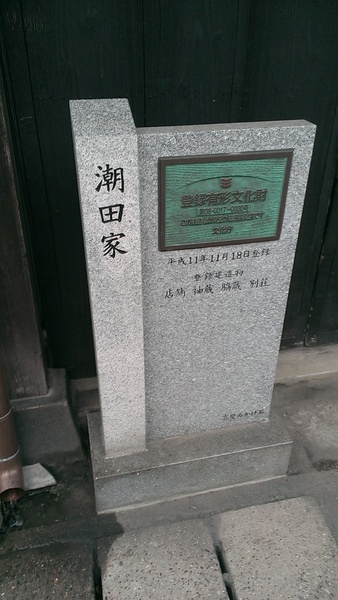 潮田家
登録有形文化財
文化庁
平成11年11月18日登録
登録建造物
店舗 袖蔵 脇蔵 別荘